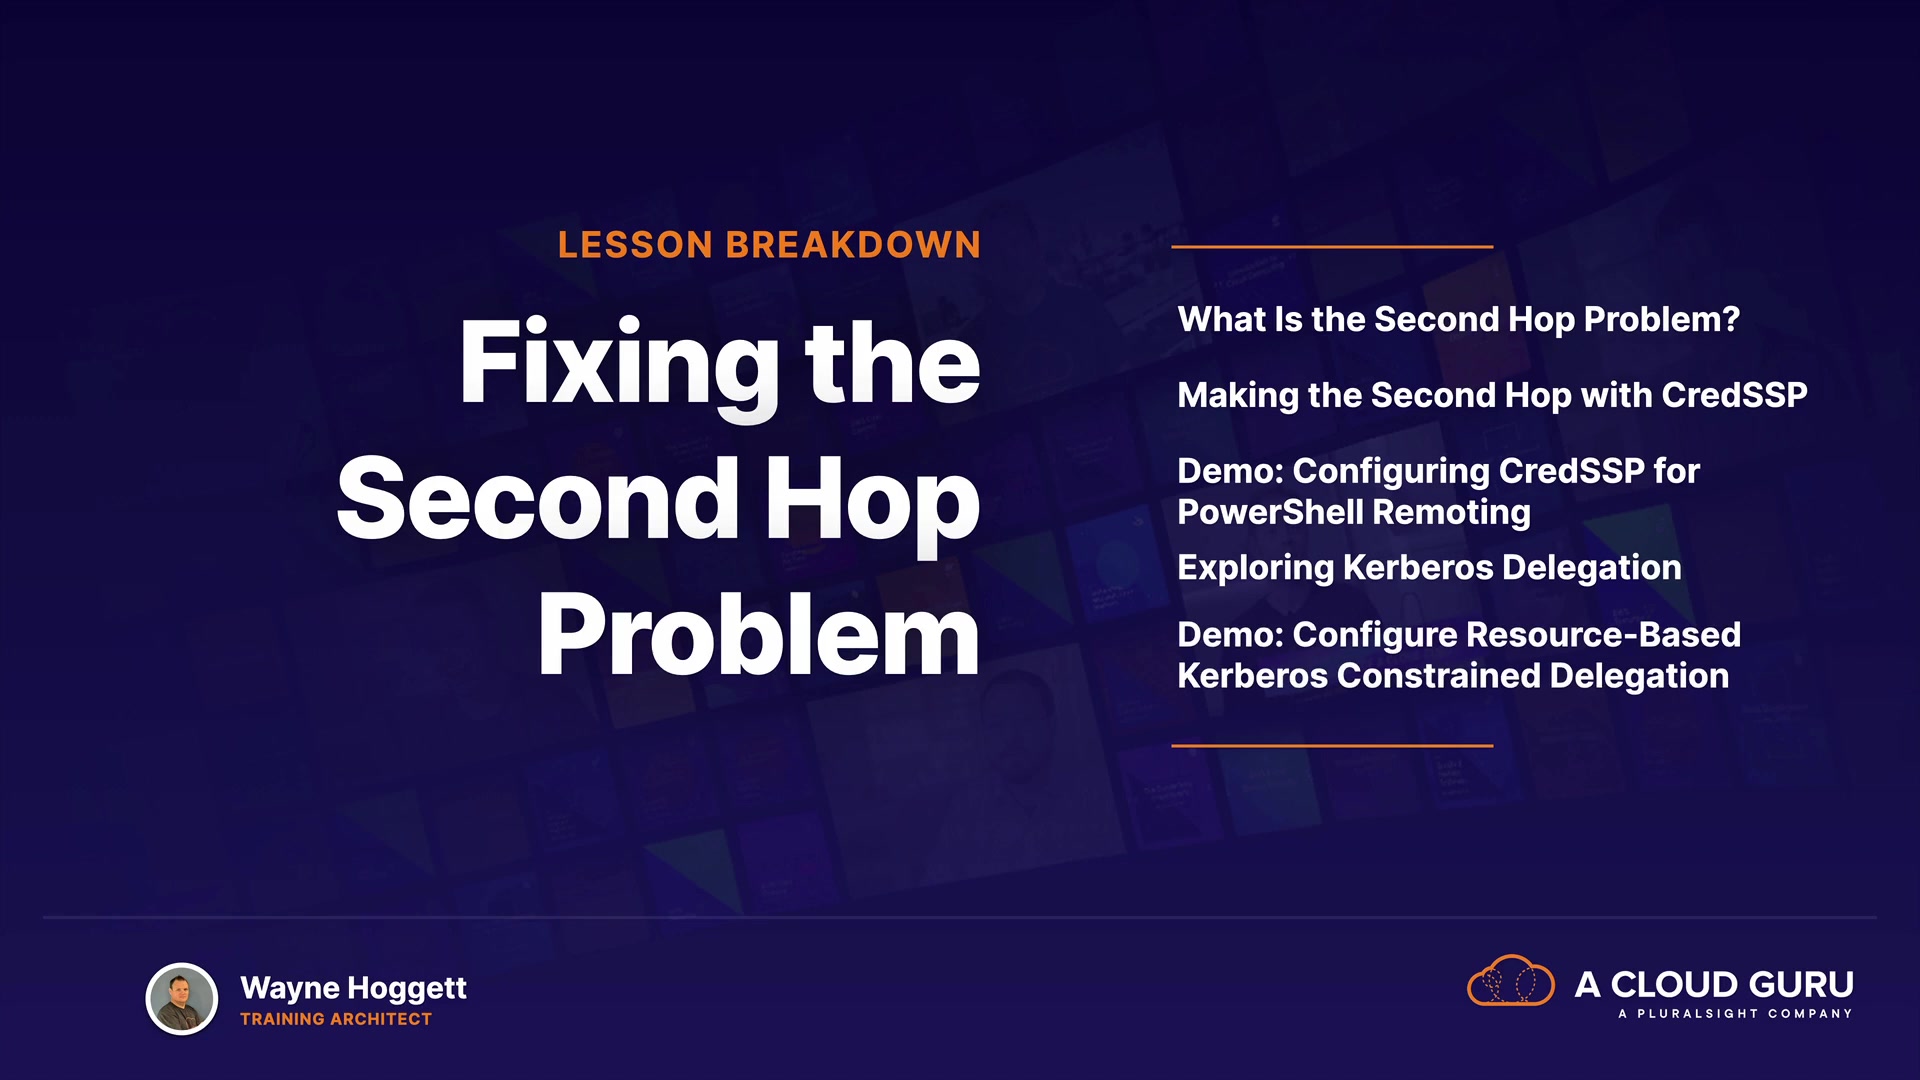 LESSON BREAKDOWN
Fixing the
Second Hop
Problem
What Is the Second Hop Problem?
Making the Second Hop with CredSSP
Demo: Configuring CredSSP for
PowerShell Remoting
Exploring Kerberos Delegation
Demo: Configure Resource-Based
Kerberos Constrained Delegation
Wayne Hoggett
TRAINING ARCHITECT
A CLOUD GURU
A PLURALSIGHT COMPANY